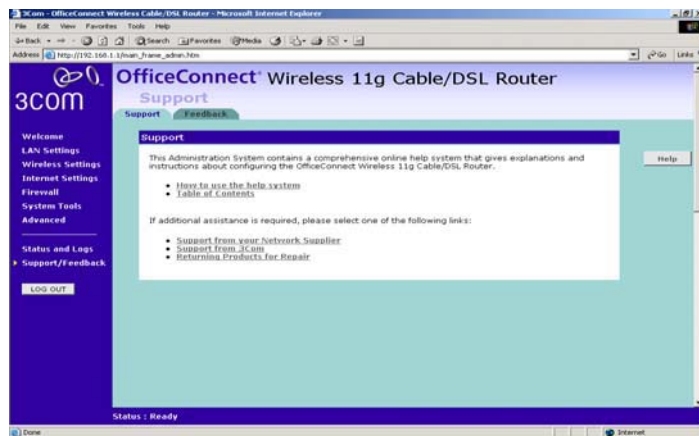 3Com - OfficeConnect Wireless Cable/DSL Router - Microsoft Internet Explorer
File Edit View Favorites Tools Help
Back Search Favorites Media
Address http://192.168.1.1/main_frame_admin.htm Go Links
3COM
OfficeConnect Wireless 11g Cable/DSL Router
Support
Support Feedback
Welcome
LAN Settings
Wireless Settings
Internet Settings
Firewall
System Tools
Advanced
Status and Logs
Support/Feedback
LOG OUT
Support
This Administration System contains a comprehensive online help system that gives explanations and
instructions about configuring the OfficeConnect Wireless 11g Cable/DSL Router.
• How to use the help system
• Table of Contents
If additional assistance is required, please select one of the following links:
• Support from your Network Supplier
• Support from 3Com
• Returning Products for Repair
Help
Status : Ready
Done Internet